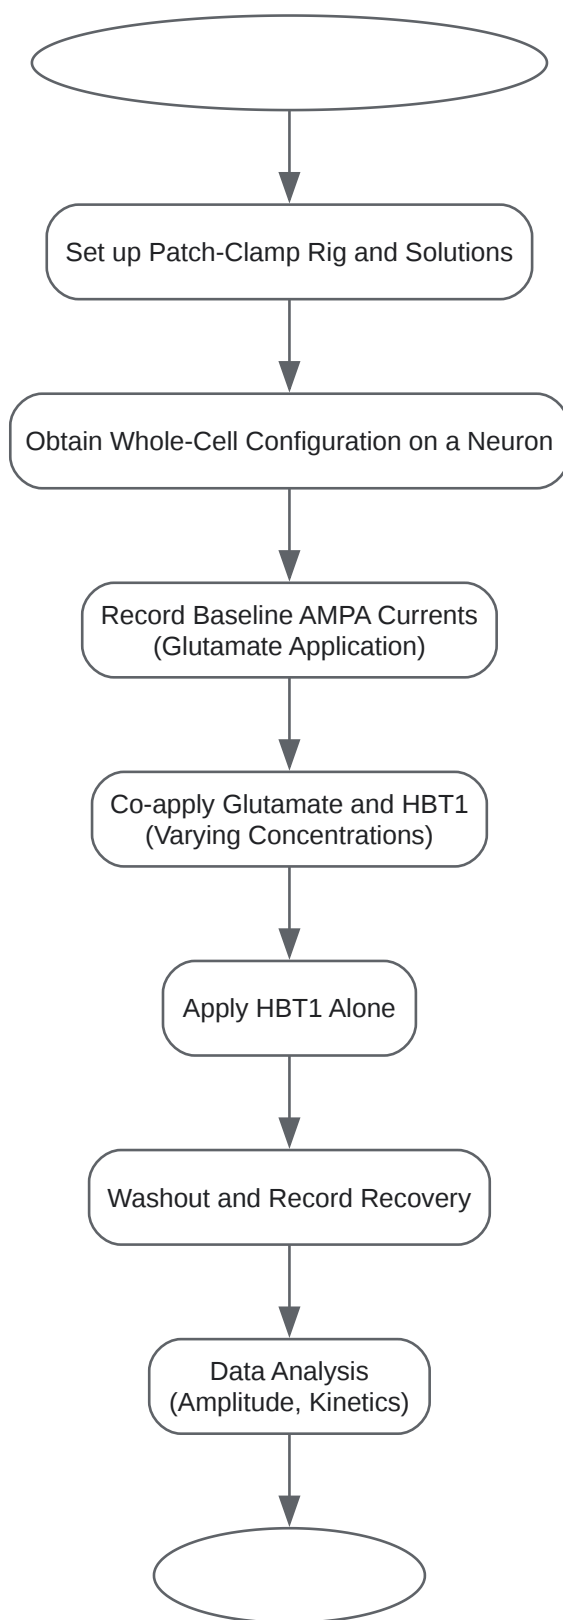 Set up Patch-Clamp Rig and Solutions
Obtain Whole-Cell Configuration on a Neuron
Record Baseline AMPA Currents
(Glutamate Application)
Co-apply Glutamate and HBT1
(Varying Concentrations)
Apply HBT1 Alone
Washout and Record Recovery
Data Analysis
(Amplitude, Kinetics)